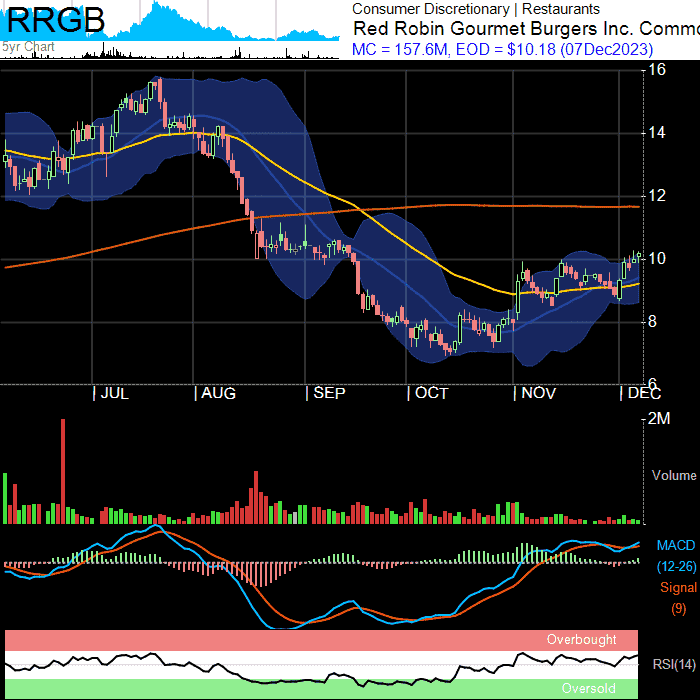 RRGB
5yr Chart
Consumer Discretionary | Restaurants
Red Robin Gourmet Burgers Inc. Commo
MC = 157.6M, EOD = $10.18 (07Dec2023)
16
14
12
10
8
6
| JUL | AUG | SEP | OCT | NOV | DEC
2M
Volume
MACD
(12-26)
Signal
(9)
Overbought
RSI(14)
Oversold